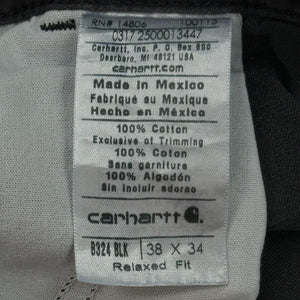 RN# 14806 100115
0317 2500013447
Carhartt, Inc. P.O. Box 600
Dearborn, MI 48121 USA
carhartt.com
Made in Mexico
Fabriqué au Mexique
Hecho en México
100% Cotton
Exclusive of Trimming
100% Coton
Sans garniture
100% Algodón
Sin incluir adorno
carhartt
B324 BLK 38 X 34
Relaxed Fit